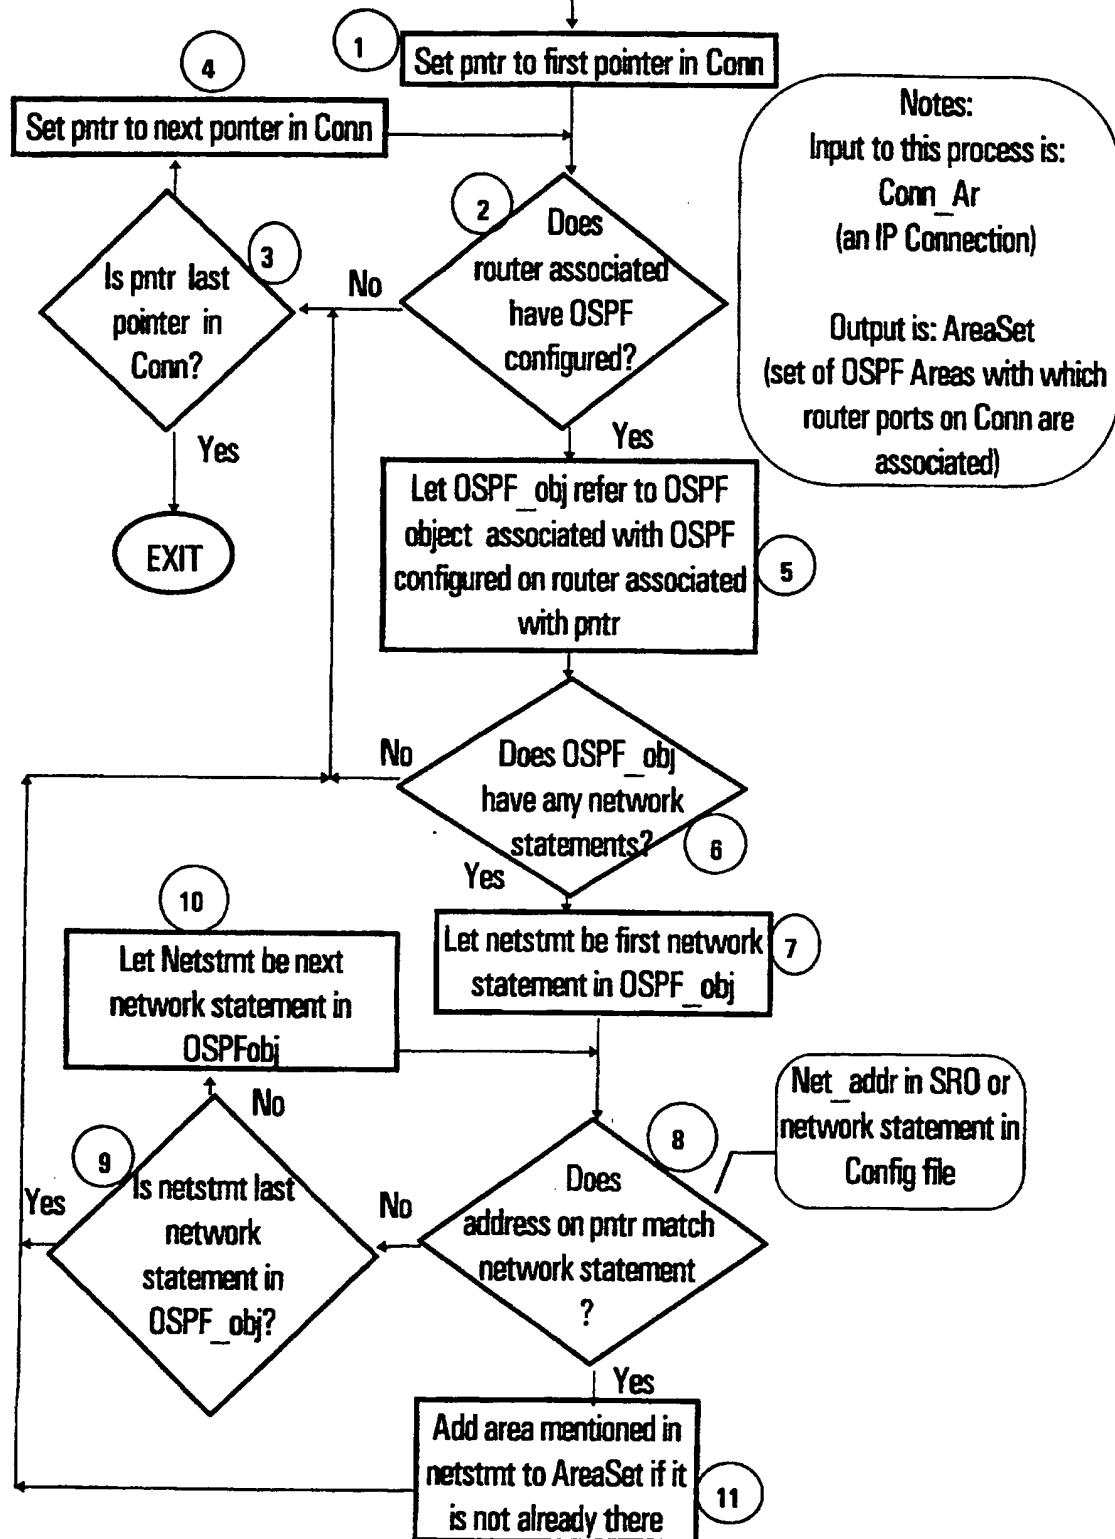 1
Set pntr to first pointer in Conn
4
Set pntr to next ponter in Conn
Notes:
Input to this process is:
Conn_Ar
(an IP Connection)
Output is: AreaSet
(set of OSPF Areas with which
router ports on Conn are
associated)
2
Does
router associated
have OSPF
configured?
No
3
Is pntr last
pointer in
Conn?
Yes
EXIT
Yes
Let OSPF_obj refer to OSPF
object associated with OSPF
configured on router associated
with pntr
5
No
Does OSPF_obj
have any network
statements?
6
Yes
Let netstmt be first network
statement in OSPF_obj
7
10
Let Netstmt be next
network statement in
OSPFobj
No
Net_addr in SRO or
network statement in
Config file
8
Does
address on pntr match
network statement
?
No
9
Is netstmt last
network
statement in
OSPF_obj?
Yes
Yes
Add area mentioned in
netstmt to AreaSet if it
is not already there
11